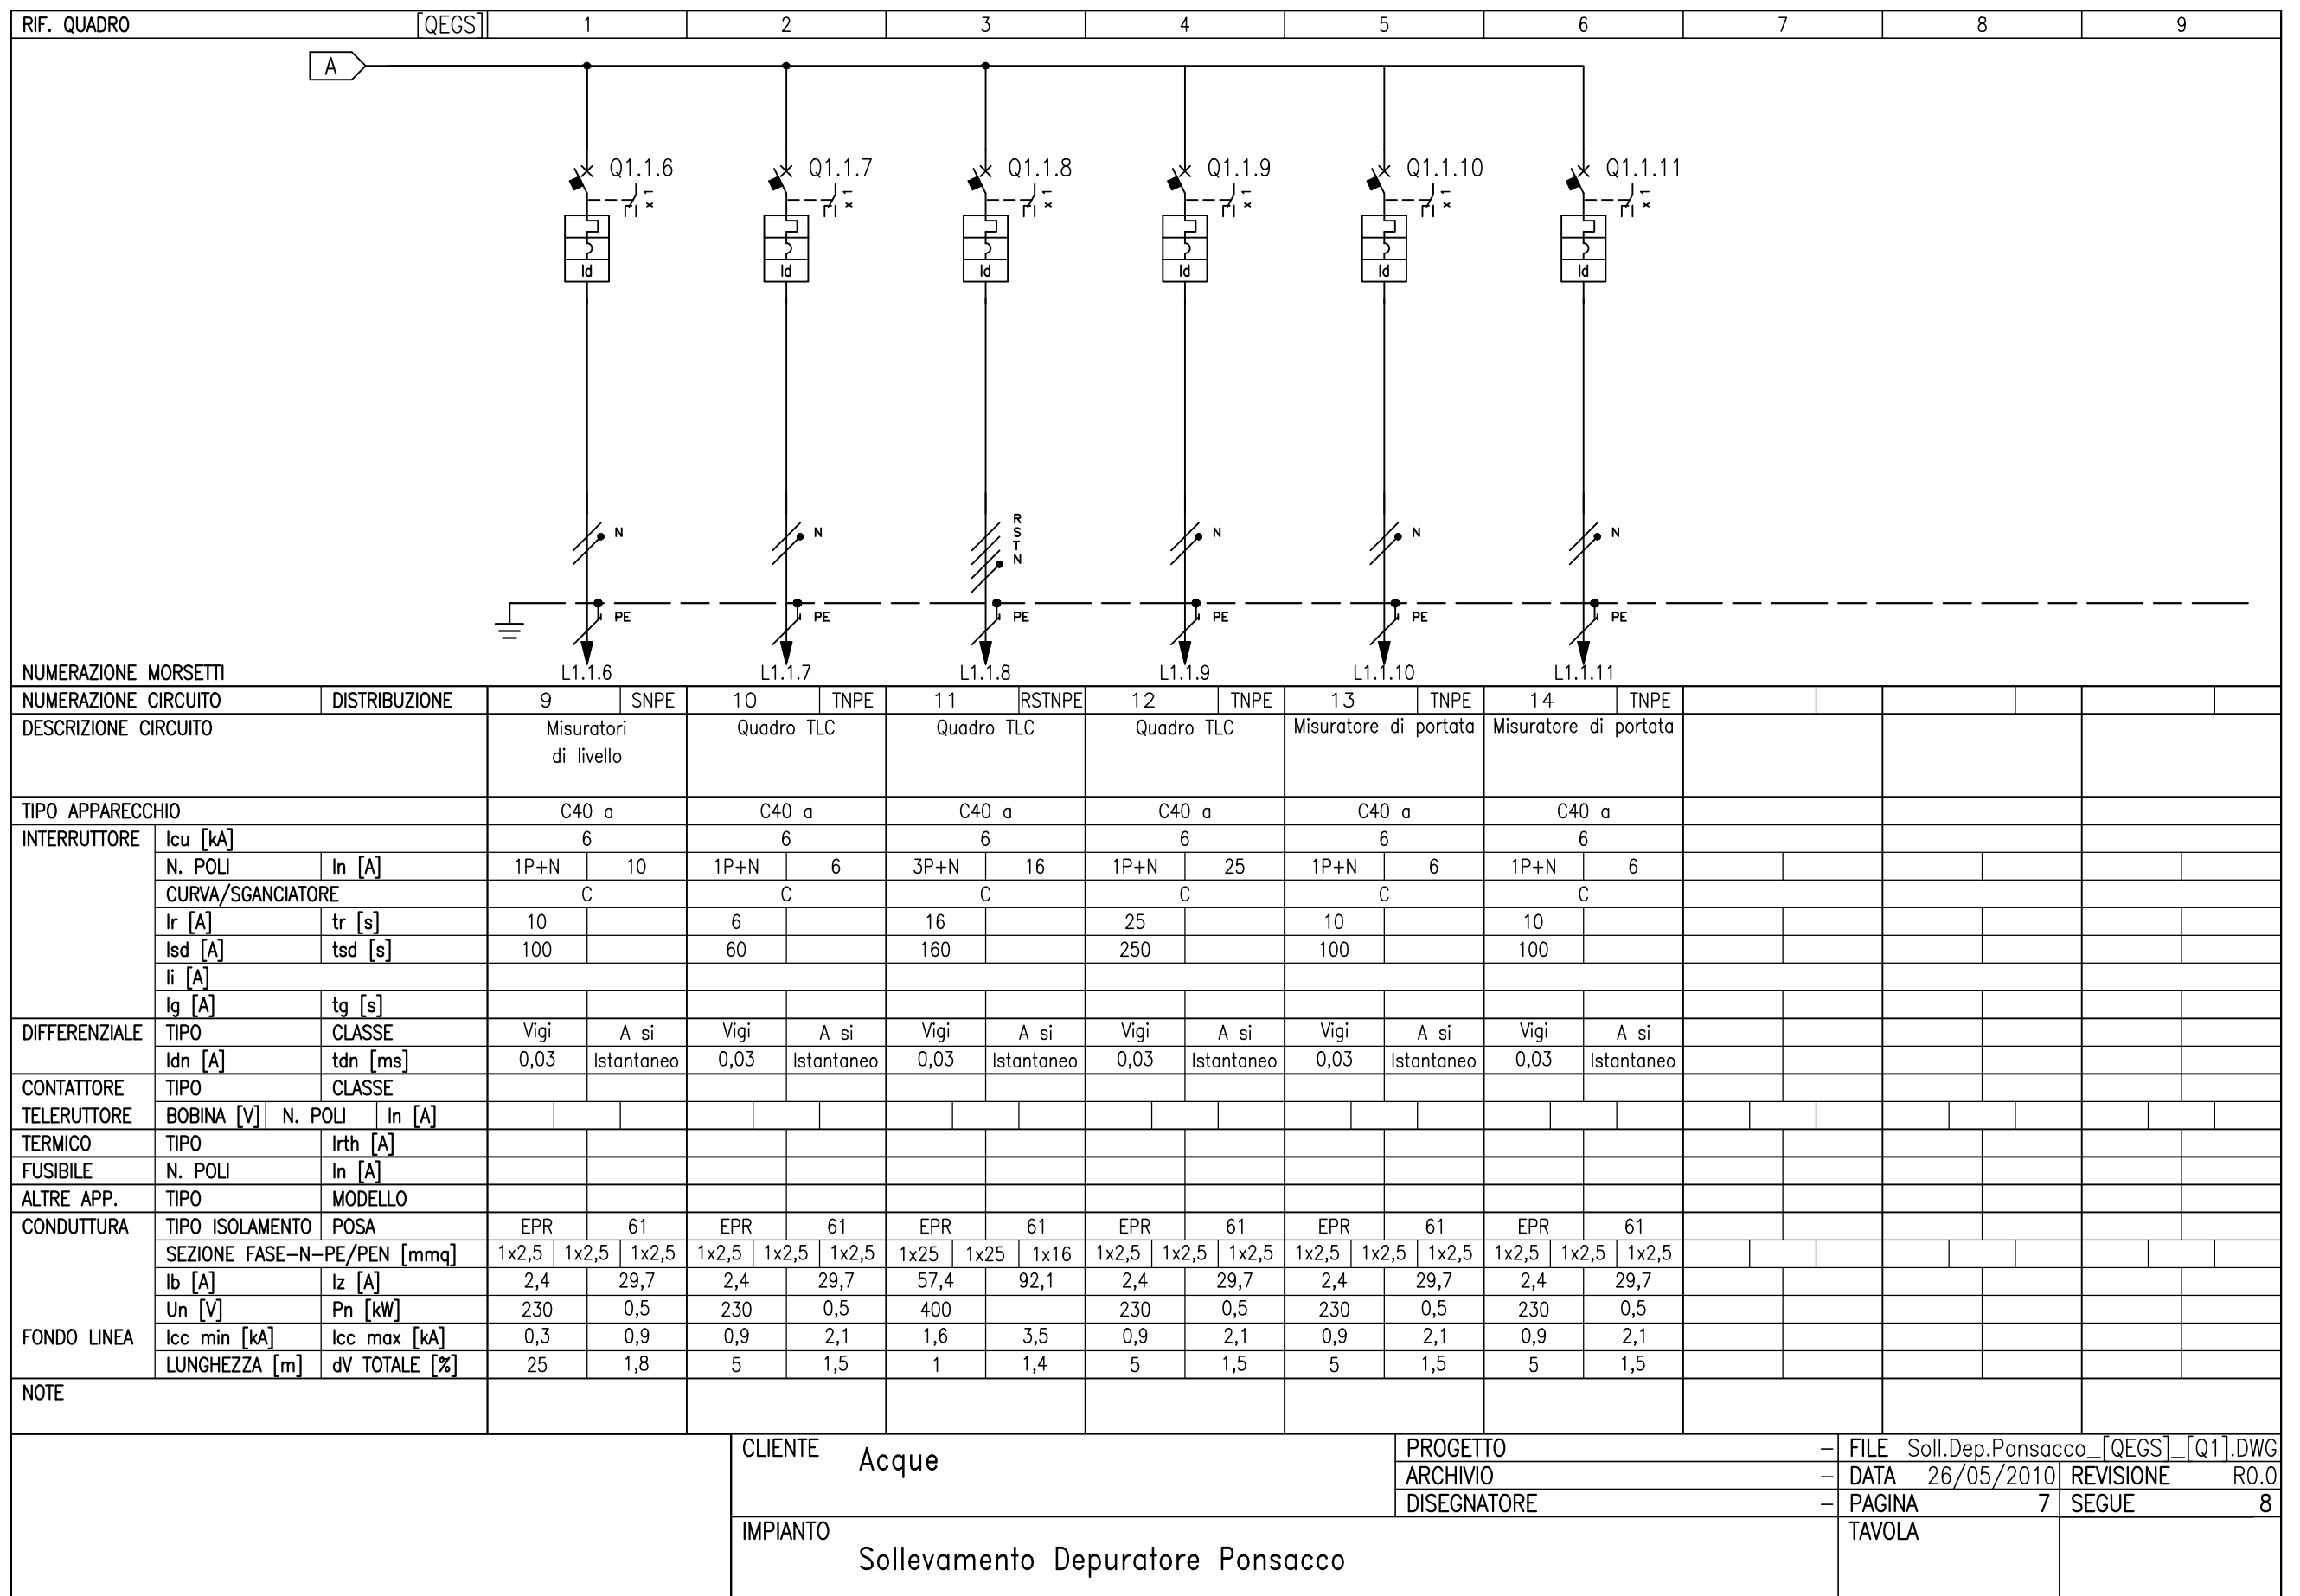 RIF. QUADRO [QEGS] 1 2 3 4 5 6 7 8 9
A
Q1.1.6 Q1.1.7 Q1.1.8 Q1.1.9 Q1.1.10 Q1.1.11
x 1 x 1 x 1 x 1 x 1 x 1
Id Id Id Id Id Id
R
S
T
N N N N N N
PE PE PE PE PE PE
NUMERAZIONE MORSETTI L1.1.6 L1.1.7 L1.1.8 L1.1.9 L1.1.10 L1.1.11
NUMERAZIONE CIRCUITO DISTRIBUZIONE 9 SNPE 10 TNPE 11 RSTNPE 12 TNPE 13 TNPE 14 TNPE
DESCRIZIONE CIRCUITO Misuratori Quadro TLC Quadro TLC Quadro TLC Misuratore di portata Misuratore di portata
di livello
TIPO APPARECCHIO C40 a C40 a C40 a C40 a C40 a C40 a
INTERRUTTORE Icu [kA] 6 6 6 6 6 6
N. POLI In [A] 1P+N 10 1P+N 6 3P+N 16 1P+N 25 1P+N 6 1P+N 6
CURVA/SGANCIATORE C C C C C C
Ir [A] tr [s] 10 6 16 25 10 10
Isd [A] tsd [s] 100 60 160 250 100 100
Ii [A]
Ig [A] tg [s]
DIFFERENZIALE TIPO CLASSE Vigi A si Vigi A si Vigi A si Vigi A si Vigi A si Vigi A si
Idn [A] tdn [ms] 0,03 Istantaneo 0,03 Istantaneo 0,03 Istantaneo 0,03 Istantaneo 0,03 Istantaneo 0,03 Istantaneo
CONTATTORE TIPO CLASSE
TELERUTTORE BOBINA [V] N. POLI In [A]
TERMICO TIPO Irth [A]
FUSIBILE N. POLI In [A]
ALTRE APP. TIPO MODELLO
CONDUTTURA TIPO ISOLAMENTO POSA EPR 61 EPR 61 EPR 61 EPR 61 EPR 61 EPR 61
SEZIONE FASE-N-PE/PEN [mmq] 1x2,5 1x2,5 1x2,5 1x2,5 1x2,5 1x2,5 1x25 1x25 1x16 1x2,5 1x2,5 1x2,5 1x2,5 1x2,5 1x2,5 1x2,5 1x2,5 1x2,5
Ib [A] Iz [A] 2,4 29,7 2,4 29,7 57,4 92,1 2,4 29,7 2,4 29,7 2,4 29,7
Un [V] Pn [kW] 230 0,5 230 0,5 400 230 0,5 230 0,5 230 0,5
FONDO LINEA Icc min [kA] Icc max [kA] 0,3 0,9 0,9 2,1 1,6 3,5 0,9 2,1 0,9 2,1 0,9 2,1
LUNGHEZZA [m] dV TOTALE [%] 25 1,8 5 1,5 1 1,4 5 1,5 5 1,5 5 1,5
NOTE
CLIENTE Acque
PROGETTO - FILE Soll.Dep.Ponsacco_[QEGS]_[Q1].DWG
ARCHIVIO - DATA 26/05/2010 REVISIONE R0.0
DISEGNATORE - PAGINA 7 SEGUE 8
IMPIANTO TAVOLA
Sollevamento Depuratore Ponsacco